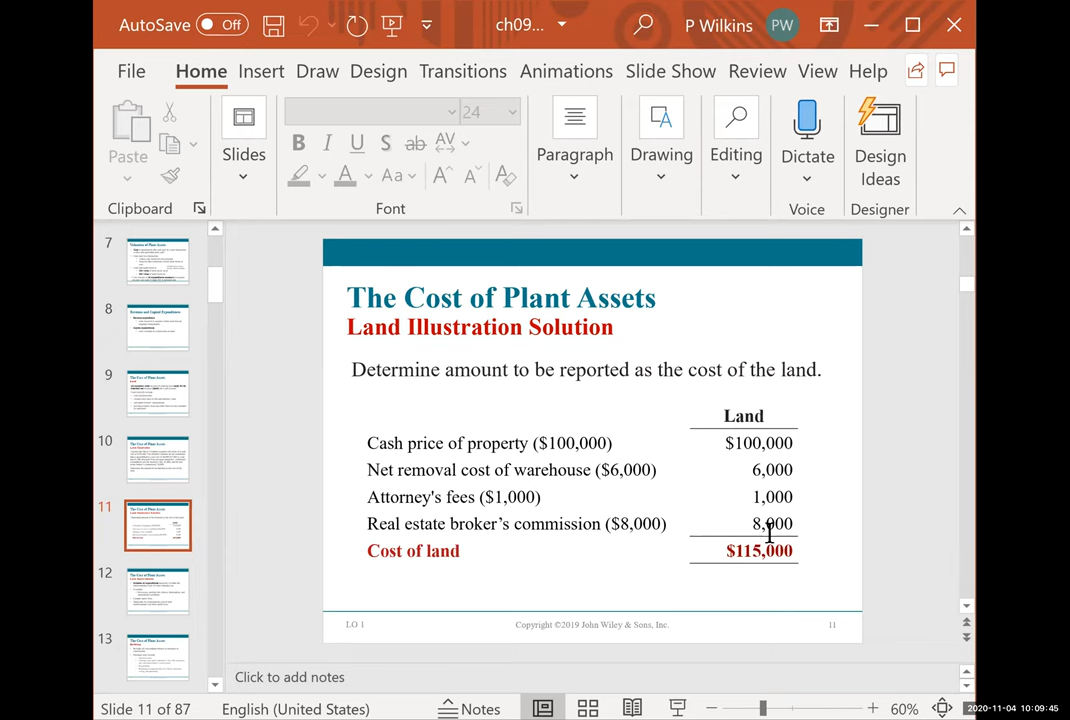 AutoSave Off ch09... P Wilkins PW
File Home Insert Draw Design Transitions Animations Slide Show Review View Help
24
Paste Slides B I U S ab AV Paragraph Drawing Editing Dictate Design Ideas
A Aa A A A
Clipboard Font Voice Designer
7
8
9
10
11
12
13
The Cost of Plant Assets
Land Illustration Solution
Determine amount to be reported as the cost of the land.
Land
Cash price of property ($100,000) $100,000
Net removal cost of warehouse ($6,000) 6,000
Attorney's fees ($1,000) 1,000
Real estate broker’s commission ($8,000) 8,000
Cost of land $115,000
LO 1 Copyright ©2019 John Wiley & Sons, Inc. 11
Click to add notes
Slide 11 of 87 English (United States) Notes 60% 2020-11-04 10:09:45